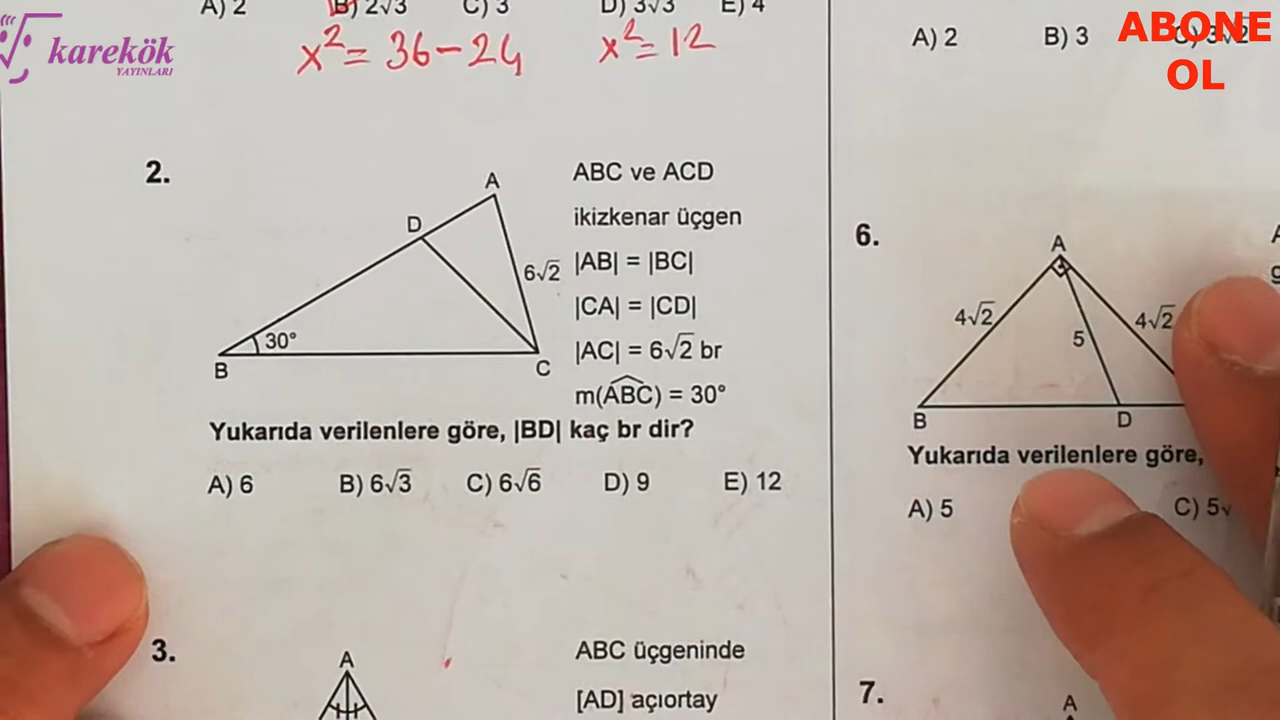 A) 2 B) 2√3 C) 3 D) 3√3 E) 4
x² = 36 – 24 x² = 12
karekök
YAYINLARI
2.
A
D
B
C
30°
6√2
ABC ve ACD
ikizkenar üçgen
|AB| = |BC|
|CA| = |CD|
|AC| = 6√2 br
m(ABC) = 30°
Yukarıda verilenlere göre, |BD| kaç br dir?
A) 6 B) 6√3 C) 6√6 D) 9 E) 12
3.
A
ABC üçgeninde
[AD] açıortay
A) 2 B) 3 C) 3√2
ABONE
OL
6.
A
4√2
5
4√2
B
D
Yukarıda verilenlere göre,
A) 5 C) 5√
7.
A